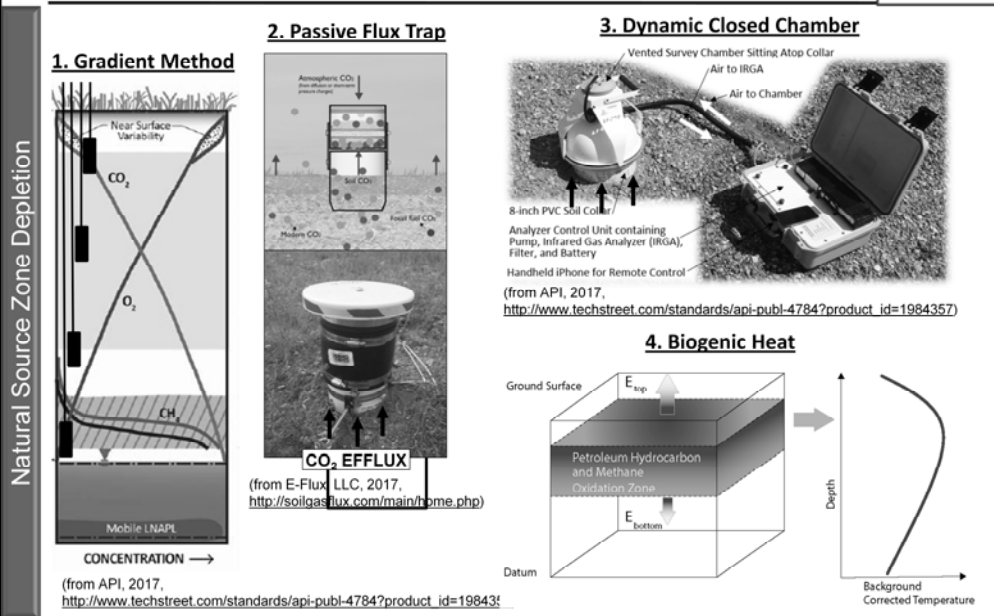 Natural Source Zone Depletion
1. Gradient Method
Near Surface
Variability
CO2
O2
CH4
Mobile LNAPL
CONCENTRATION →
(from API, 2017,
http://www.techstreet.com/standards/api-publ-4784?product_id=19843
2. Passive Flux Trap
Atmospheric CO2
Soil CO2
Fossil fuel CO2
Modern CO2
CO2 EFFLUX
(from E-Flux, LLC, 2017,
http://soilgasflux.com/main/home.php)
3. Dynamic Closed Chamber
Vented Survey Chamber Sitting Atop Collar
Air to IRGA
Air to Chamber
8-inch PVC Soil Collar
Analyzer Control Unit containing
Pump, Infrared Gas Analyzer (IRGA),
Filter, and Battery
Handheld iPhone for Remote Control
(from API, 2017,
http://www.techstreet.com/standards/api-publ-4784?product_id=1984357)
4. Biogenic Heat
Ground Surface
E top
Petroleum Hydrocarbon
and Methane
Oxidation Zone
E bottom
Datum
Depth
Background
Corrected Temperature